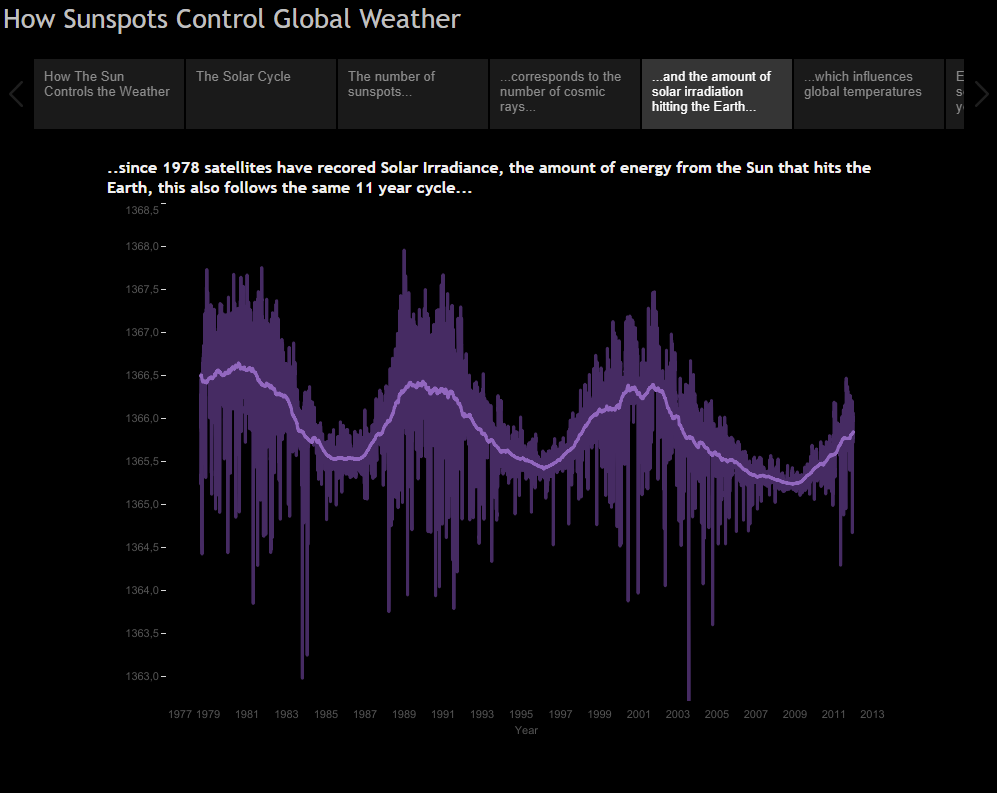 How Sunspots Control Global Weather
How The Sun
Controls the Weather
The Solar Cycle
The number of
sunspots...
...corresponds to the
number of cosmic
rays...
...and the amount of
solar irradiation
hitting the Earth...
...which influences
global temperatures
..since 1978 satellites have recored Solar Irradiance, the amount of energy from the Sun that hits the
Earth, this also follows the same 11 year cycle...
1368,5
1368,0
1367,5
1367,0
1366,5
1366,0
1365,5
1365,0
1364,5
1364,0
1363,5
1363,0
1977 1979 1981 1983 1985 1987 1989 1991 1993 1995 1997 1999 2001 2003 2005 2007 2009 2011 2013
Year